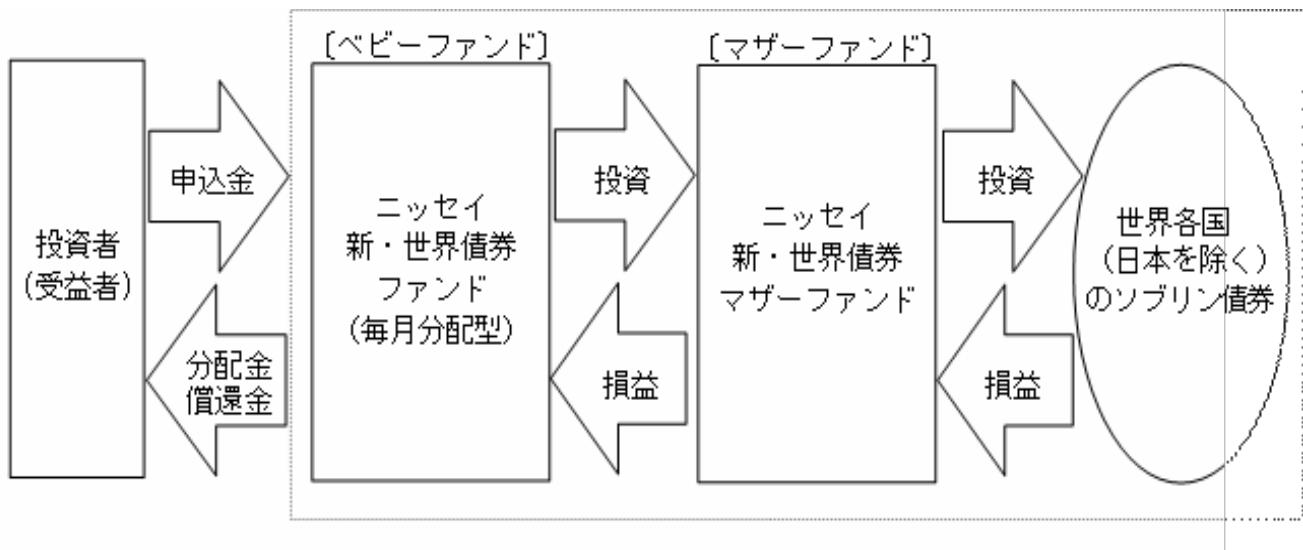 〔ベビーファンド〕
〔マザーファンド〕
投資者
(受益者)
申込金
分配金
償還金
ニッセイ
新・世界債券
ファンド
(毎月分配型)
投資
損益
ニッセイ
新・世界債券
マザーファンド
投資
損益
世界各国
(日本を除く)
のソブリン債券